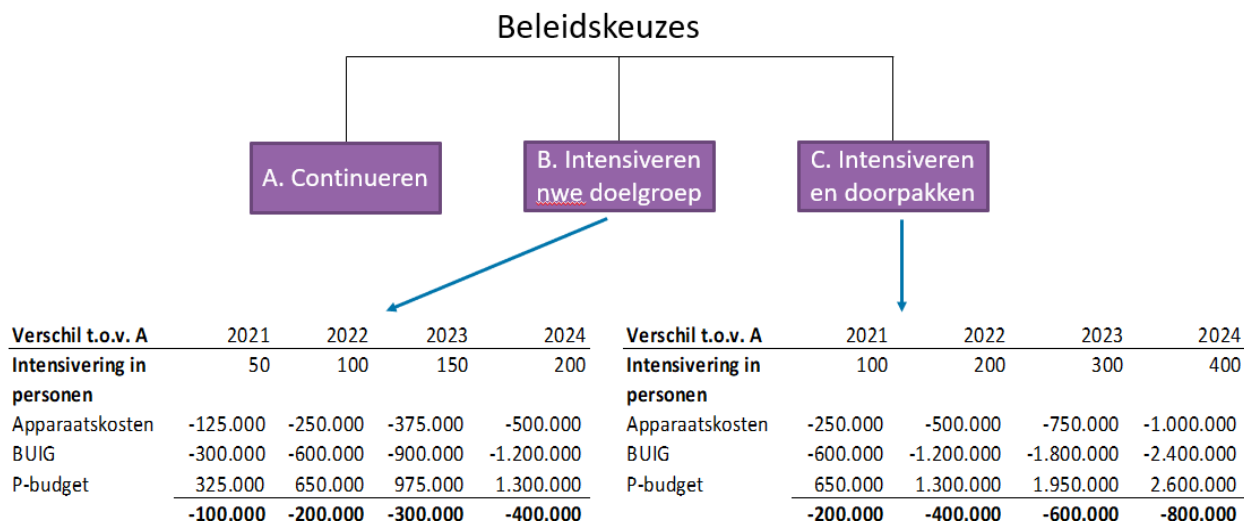 Beleidskeuzes
A. Continueren
B. Intensiveren
nwe doelgroep
C. Intensiveren
en doorpakken
Verschil t.o.v. A 2021 2022 2023 2024
Intensivering in 50 100 150 200
personen
Apparaatskosten -125.000 -250.000 -375.000 -500.000
BUIG -300.000 -600.000 -900.000 -1.200.000
P-budget 325.000 650.000 975.000 1.300.000
-100.000 -200.000 -300.000 -400.000
Verschil t.o.v. A 2021 2022 2023 2024
Intensivering in 100 200 300 400
personen
Apparaatskosten -250.000 -500.000 -750.000 -1.000.000
BUIG -600.000 -1.200.000 -1.800.000 -2.400.000
P-budget 650.000 1.300.000 1.950.000 2.600.000
-200.000 -400.000 -600.000 -800.000